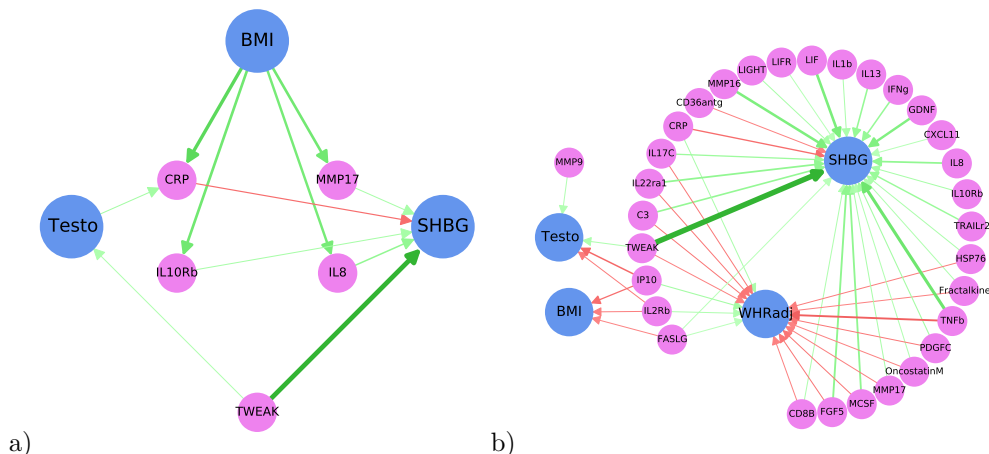 BMI
CRP
MMP17
Testo
SHBG
IL10Rb
IL8
TWEAK
a)
LIFR
LIF
IL1b
LIGHT
IL13
MMP16
IFNg
CD36antg
GDNF
CRP
CXCL11
IL17C
SHBG
IL8
MMP9
IL22ra1
IL10Rb
C3
TRAILr2
Testo
TWEAK
HSP76
IP10
Fractalkine
BMI
IL2Rb
WHRadj
TNFb
FASLG
PDGFC
OncostatinM
MMP17
MCSF
FGF5
CD8B
b)